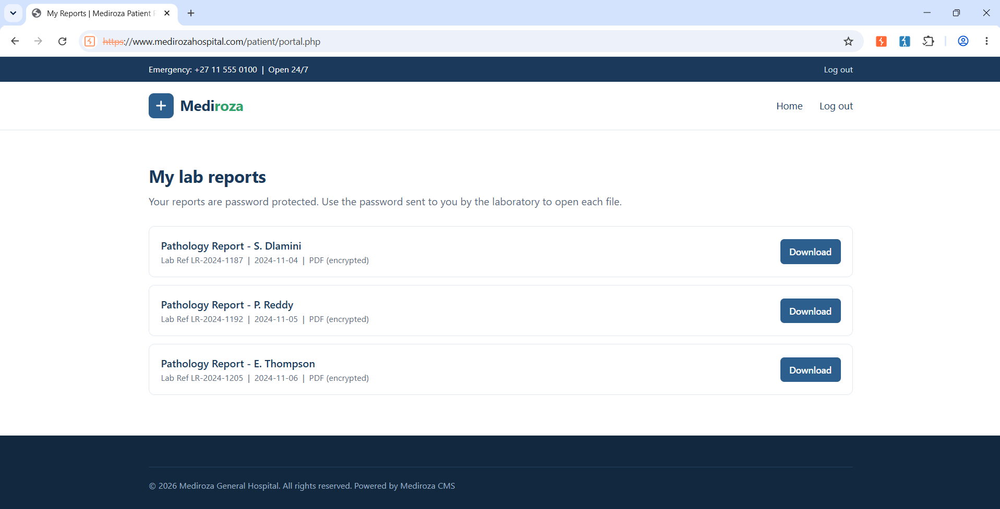 My Reports | Mediroza Patient
https://www.medirozahospital.com/patient/portal.php
Emergency: +27 11 555 0100 | Open 24/7
Log out
Mediroza
Home
Log out
My lab reports
Your reports are password protected. Use the password sent to you by the laboratory to open each file.
Pathology Report - S. Dlamini
Lab Ref LR-2024-1187 | 2024-11-04 | PDF (encrypted)
Download
Pathology Report - P. Reddy
Lab Ref LR-2024-1192 | 2024-11-05 | PDF (encrypted)
Download
Pathology Report - E. Thompson
Lab Ref LR-2024-1205 | 2024-11-06 | PDF (encrypted)
Download
© 2026 Mediroza General Hospital. All rights reserved. Powered by Mediroza CMS